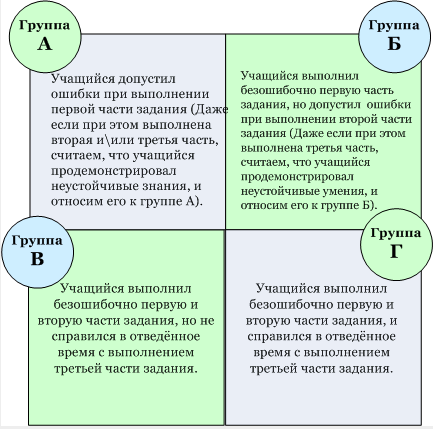 Группа
А
Учащийся допустил
ошибки при выполнении
первой части задания (Даже
если при этом выполнена
вторая и\или третья часть,
считаем, что учащийся
продемонстрировал
неустойчивые знания, и
относим его к группе А).
Группа
Б
Учащийся выполнил
безошибочно первую часть
задания, но допустил ошибки
при выполнении второй части
задания (Даже если при этом
выполнена третья часть,
считаем, что учащийся
продемонстрировал
неустойчивые умения, и
относим его к группе Б).
Группа
В
Учащийся выполнил
безошибочно первую и
вторую части задания, но не
справился в отведённое
время с выполнением
третьей части задания.
Группа
Г
Учащийся выполнил
безошибочно первую и
вторую части задания, и
справился в отведённое
время с выполнением
третьей части задания.